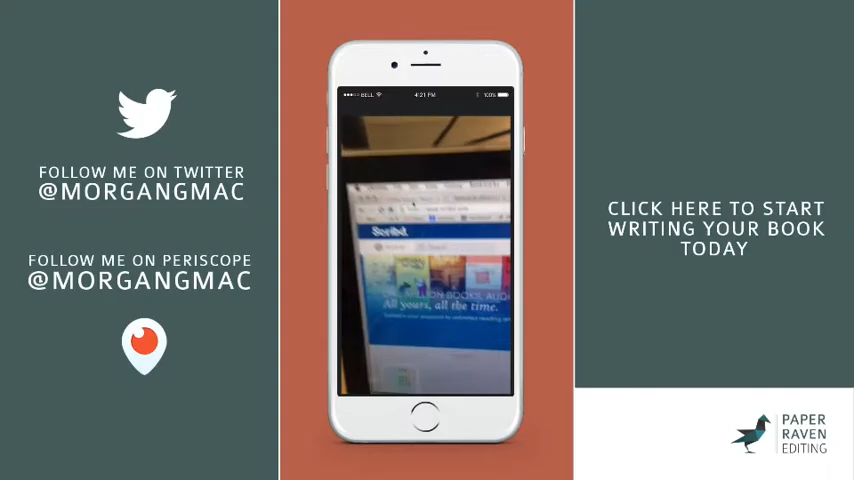 FOLLOW ME ON TWITTER
@MORGANGMAC
FOLLOW ME ON PERISCOPE
@MORGANGMAC
BELL
4:21 PM
100%
Scribd.
All yours, all the time.
CLICK HERE TO START
WRITING YOUR BOOK
TODAY
PAPER
RAVEN
EDITING